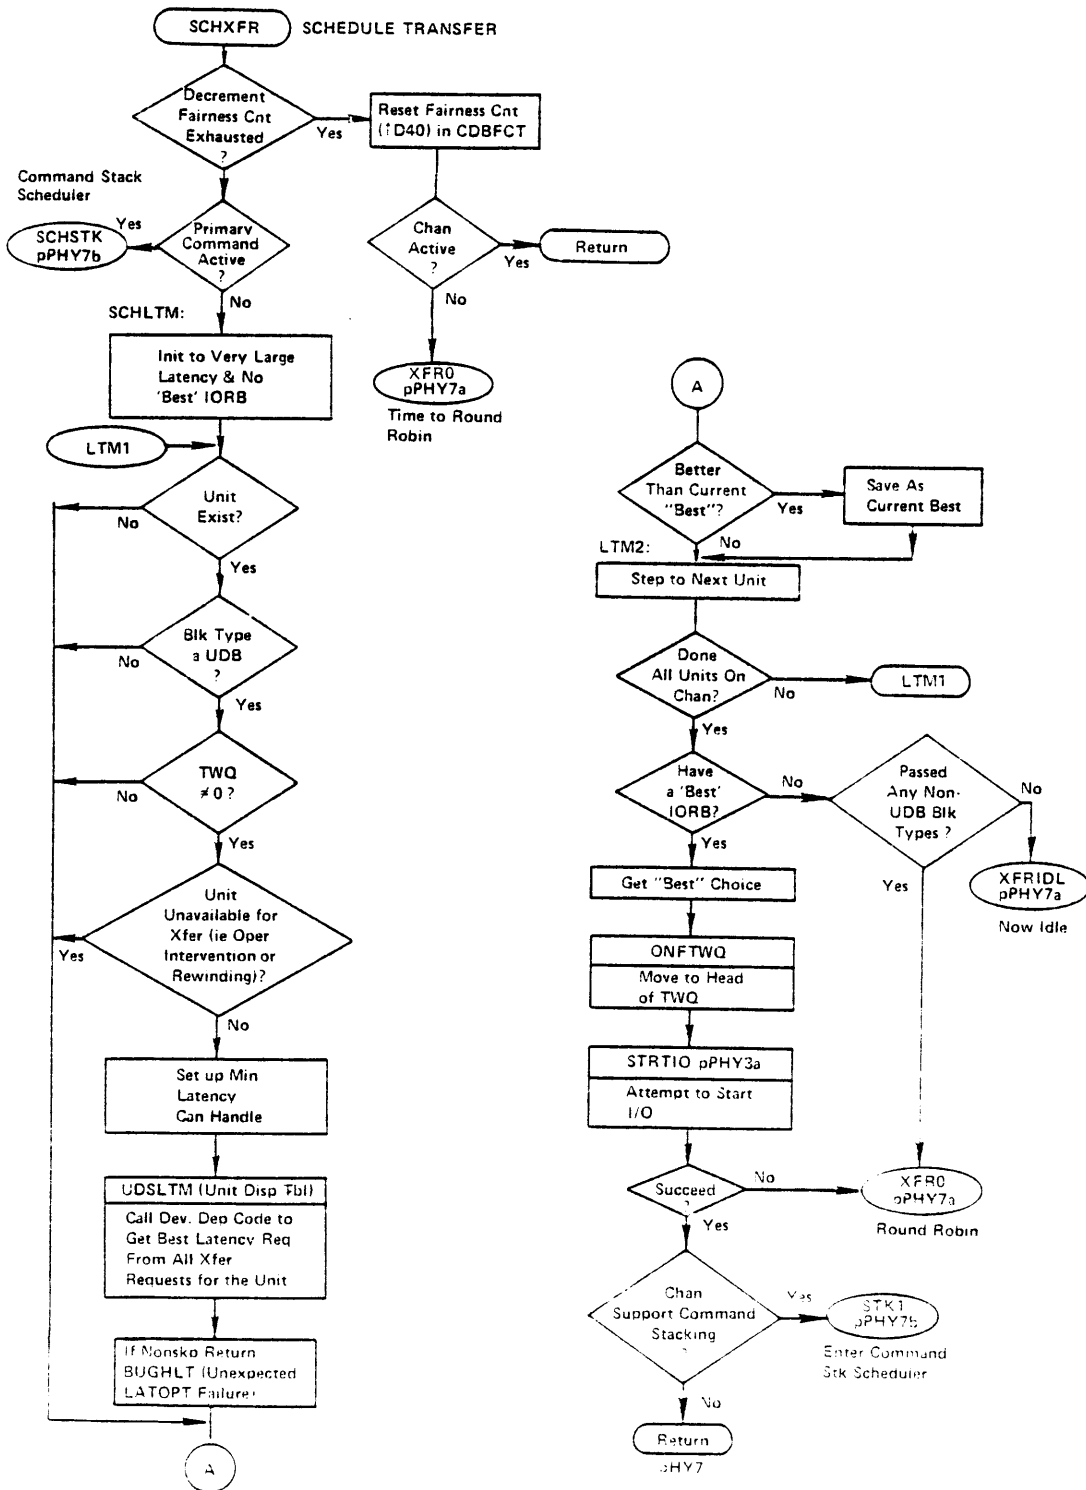 SCHXFR
SCHEDULE TRANSFER
Decrement
Fairness Cnt
Exhausted
?
Yes
Reset Fairness Cnt
(↑D40) in CDBFCT
Command Stack
Scheduler
Yes
SCHSTK
pPHY7b
Primary
Command
Active
?
No
Chan
Active
?
Yes
Return
No
XFR0
pPHY7a
Time to Round
Robin
SCHLTM:
Init to Very Large
Latency & No
'Best' IORB
LTM1
Unit
Exist?
No
Yes
Blk Type
a UDB
?
No
Yes
TWQ
≠0?
No
Yes
Unit
Unavailable for
Xfer (ie Oper
Intervention or
Rewinding)?
Yes
No
Set up Min
Latency
Can Handle
UDSLTM (Unit Disp Tbl)
Call Dev. Dep Code to
Get Best Latency Req
From All Xfer
Requests for the Unit
If Nonskp Return
BUGHLT (Unexpected
LATOPT Failure)
A
A
Better
Than Current
"Best"?
Yes
Save As
Current Best
No
LTM2:
Step to Next Unit
Done
All Units On
Chan?
No
LTM1
Yes
Have
a 'Best'
IORB?
No
Passed
Any Non-
UDB Blk
Types ?
No
Yes
XFRIDL
pPHY7a
Now Idle
Yes
Get "Best" Choice
ONFTWQ
Move to Head
of TWQ
STRTIO pPHY3a
Attempt to Start
I/O
Succeed
?
No
XFR0
pPHY7a
Round Robin
Yes
Chan
Support Command
Stacking
?
Yes
STK1
pPHY7b
Enter Command
Stk Scheduler
No
Return
pHY7